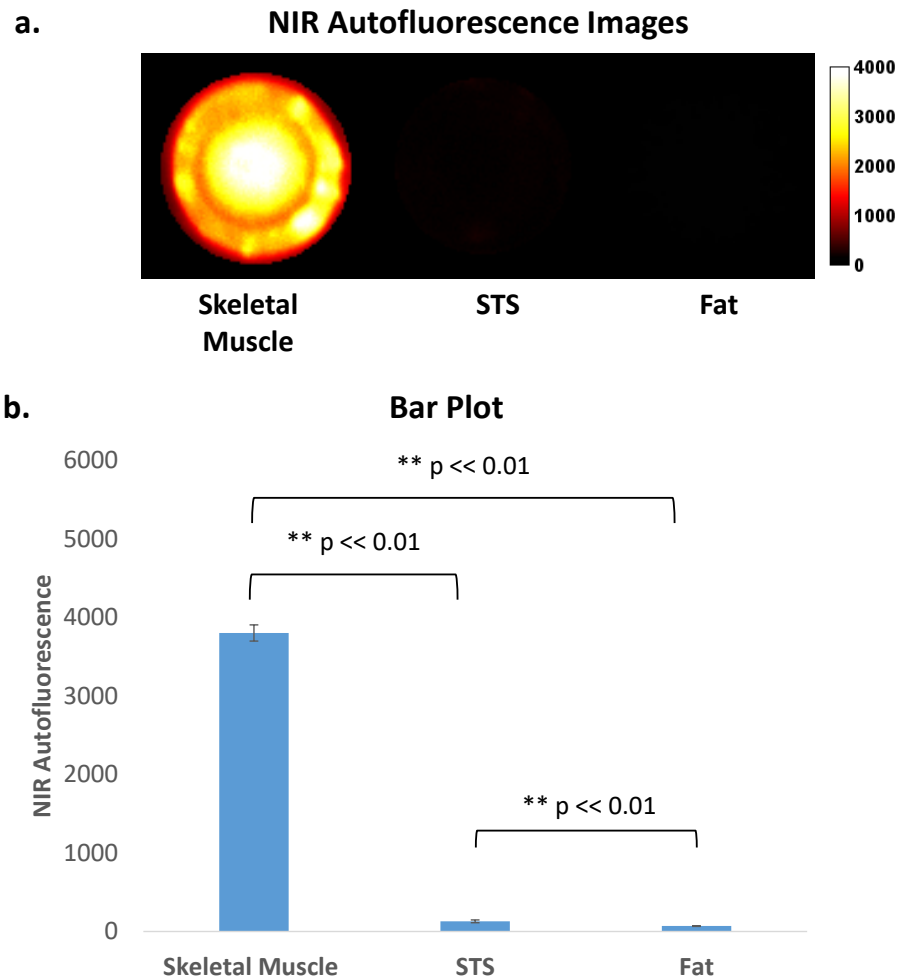 a.
NIR Autofluorescence Images
4000
3000
2000
1000
0
Skeletal
Muscle
STS
Fat
b.
Bar Plot
6000
5000
4000
3000
2000
1000
0
NIR Autofluorescence
** p << 0.01
** p << 0.01
** p << 0.01
Skeletal Muscle
STS
Fat